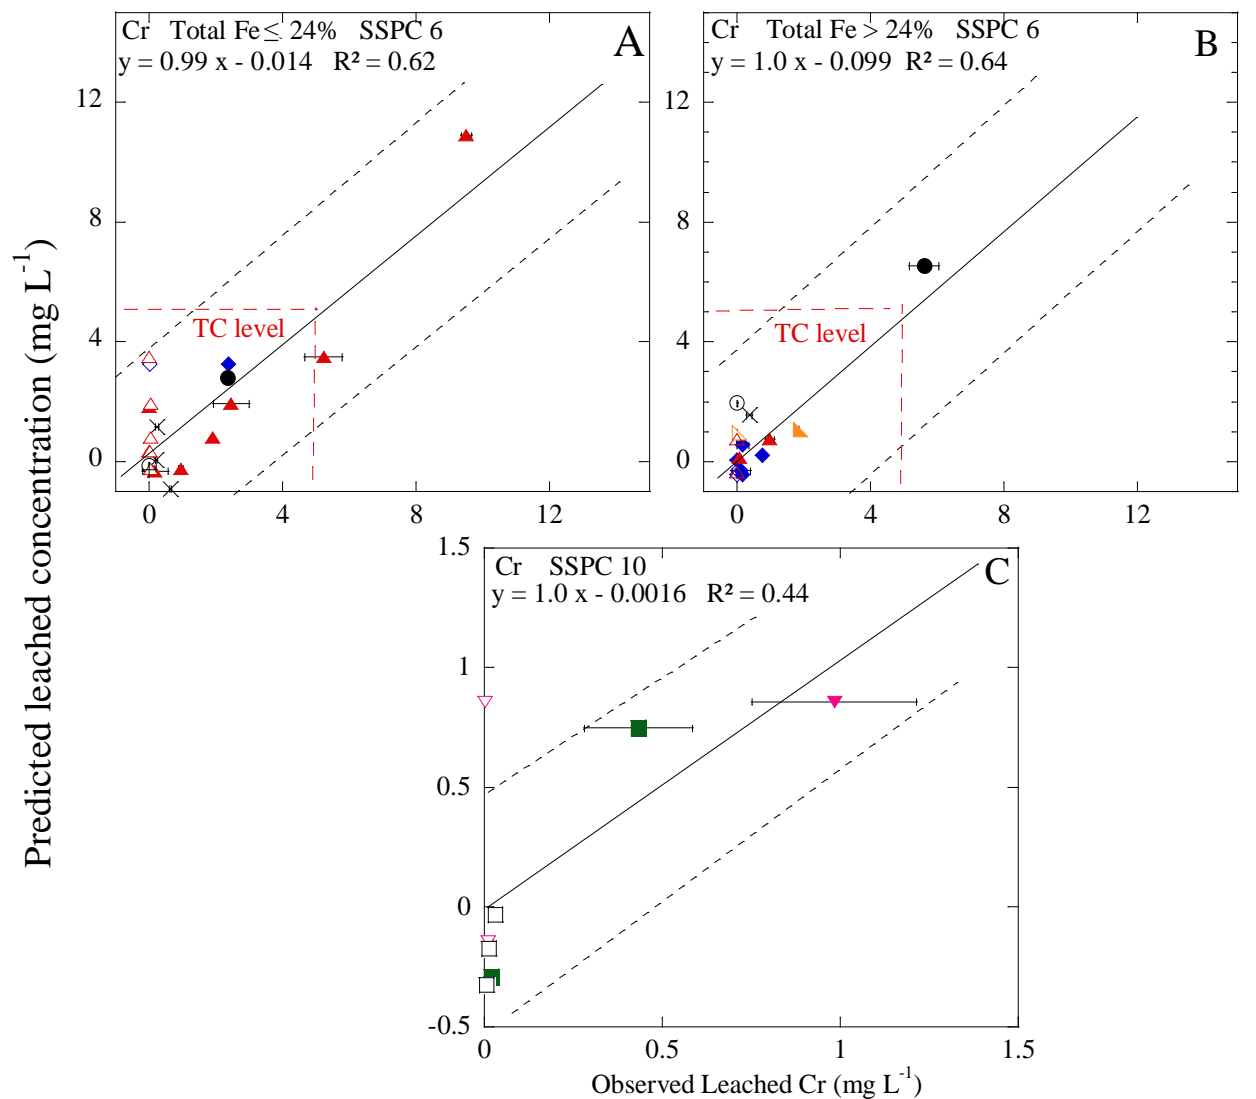 Predicted leached concentration (mg L-1)
Cr Total Fe ≤ 24% SSPC 6
y = 0.99 x - 0.014 R² = 0.62
A
12
8
4
0
TC level
0 4 8 12
Cr Total Fe > 24% SSPC 6
y = 1.0 x - 0.099 R² = 0.64
B
12
8
4
0
TC level
0 4 8 12
Cr SSPC 10
y = 1.0 x - 0.0016 R² = 0.44
C
1.5
1
0.5
0
-0.5
0 0.5 1 1.5
Observed Leached Cr (mg L-1)